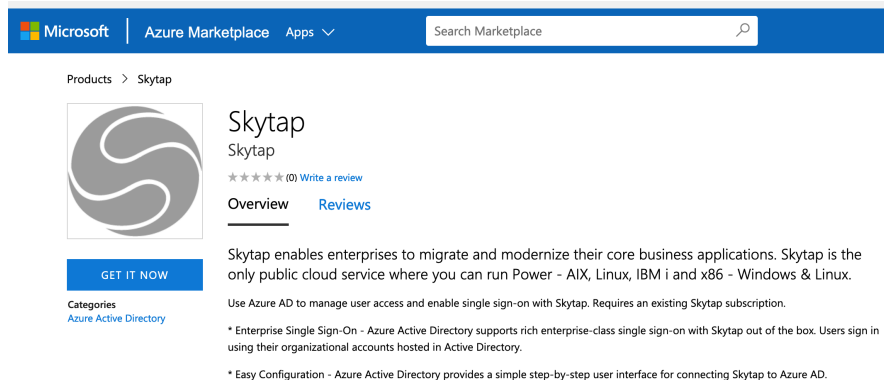 Microsoft Azure Marketplace Apps Search Marketplace
Products > Skytap
Skytap
Skytap
(0) Write a review
Overview Reviews
Skytap enables enterprises to migrate and modernize their core business applications. Skytap is the
only public cloud service where you can run Power - AIX, Linux, IBM i and x86 - Windows & Linux.
GET IT NOW
Categories
Azure Active Directory
Use Azure AD to manage user access and enable single sign-on with Skytap. Requires an existing Skytap subscription.
* Enterprise Single Sign-On - Azure Active Directory supports rich enterprise-class single sign-on with Skytap out of the box. Users sign in
using their organizational accounts hosted in Active Directory.
* Easy Configuration - Azure Active Directory provides a simple step-by-step user interface for connecting Skytap to Azure AD.